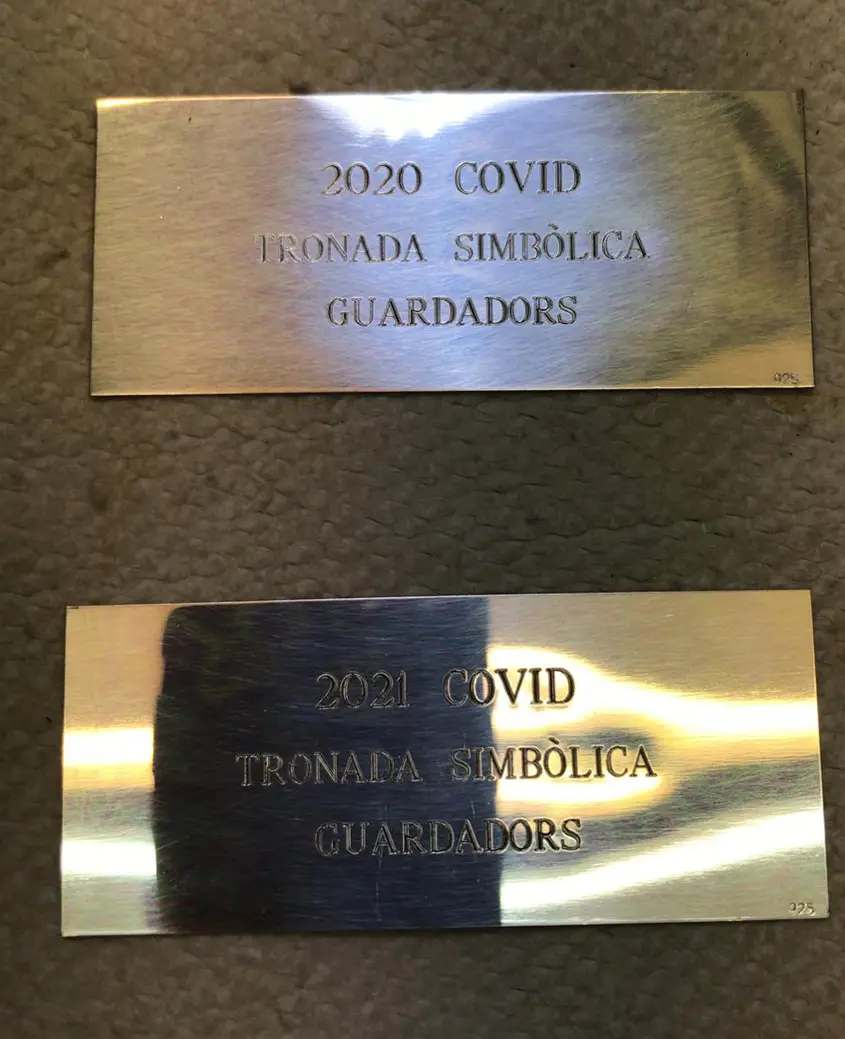 2020 COVID
TRONADA SIMBÒLICA
GUARDADORS
925
2021 COVID
TRONADA SIMBÒLICA
GUARDADORS
925